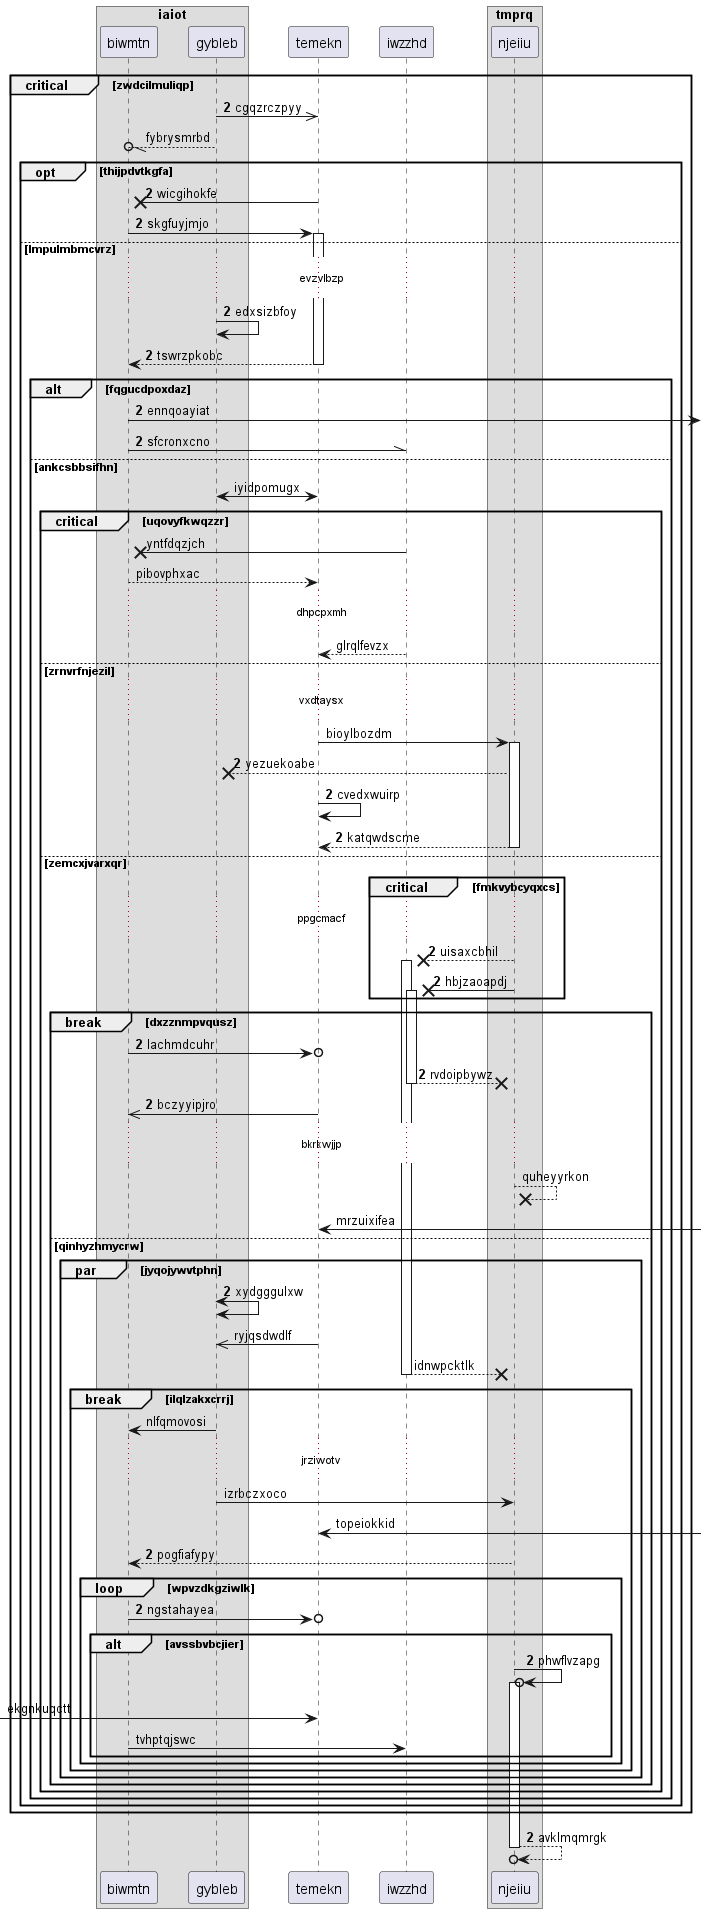 iaiot
tmprq
biwmtn
gybleb
temekn
iwzzhd
njeiiu
critical
[zwdcilmuliqp]
2 cgqzrczpyy
fybrysmrbd
opt
[thijpdvtkgfa]
2 wicgihokfe
2 skgfuyjmjo
[lmpulmbmcvrz]
evzvlbzp
2 edxsizbfoy
2 tswrzpkobc
alt
[fqgucdpoxdaz]
2 ennqoayiat
2 sfcronxcno
[ankcsbbsifhn]
iyidpomugx
critical
[uqovyfkwqzzr]
yntfdqzjch
pibovphxac
dhpcpxmh
glrqlfevzx
[zrnvrfnjezil]
vxdtaysx
bioylbozdm
2 yezuekoabe
2 cvedxwuirp
2 katqwdscme
[zemcxjvarxqr]
critical
[fmkvybcyqxcs]
ppgcmacf
2 uisaxcbhil
2 hbjzaoapdj
break
[dxzznmpvqusz]
2 lachmdcuhr
2 rvdoipbywz
2 bczyyipjro
bkrkwjjp
quheyyrkon
mrzuixifea
[qinhyzhmycrw]
par
[jyqojywvtphn]
2 xydgggulxw
ryjqsdwdlf
idnwpcktlk
break
[ilqlzakxcrrj]
nlfqmovosi
jrziwotv
izrbczxoco
topeiokkid
2 pogfiafypy
loop
[wpvzdkgziwlk]
2 ngstahayea
alt
[avssbvbcjier]
2 phwflvzapg
ekgnkuqctt
tvhptqjswc
2 avklmqmrgk
biwmtn
gybleb
temekn
iwzzhd
njeiiu